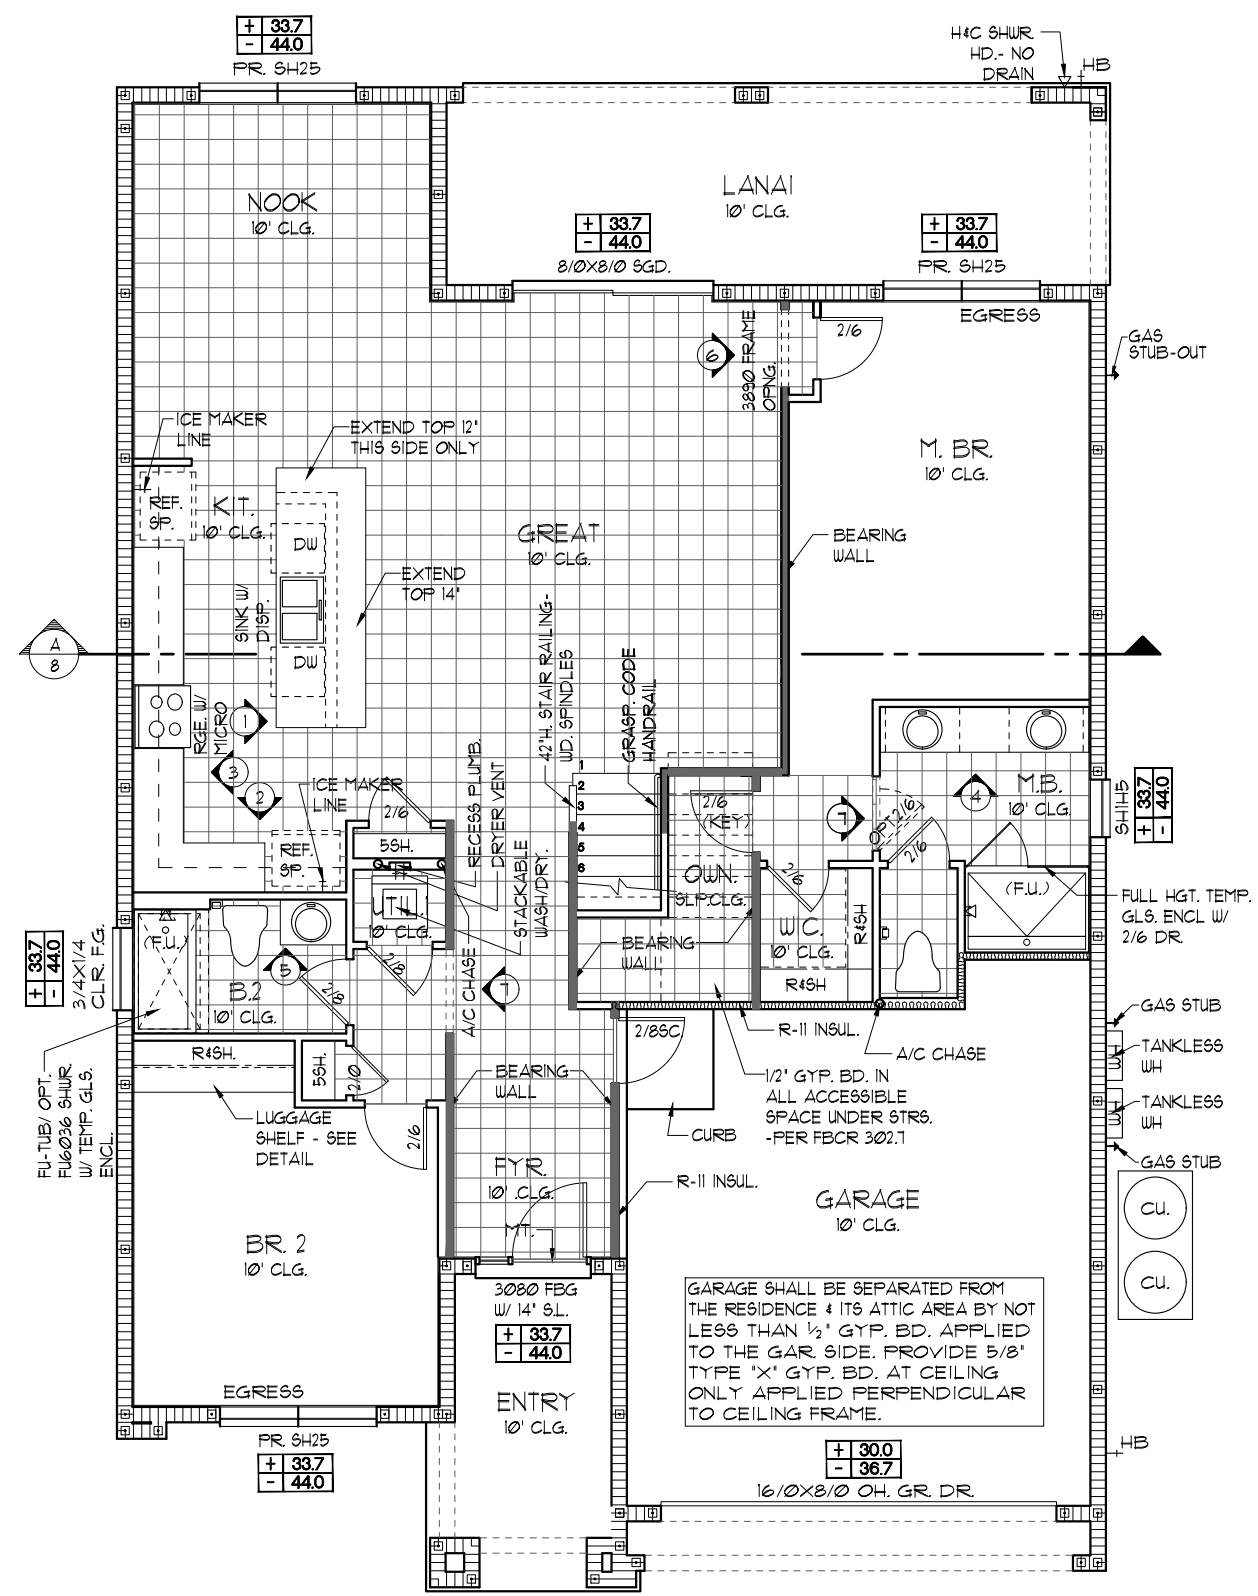 + 33.7
- 44.0
PR. SH25
H&C SHWR.
HD.- NO
DRAIN
HB
NOOK
10' CLG.
LANAI
10' CLG.
+ 33.7
- 44.0
8/0X8/0 SGD.
+ 33.7
- 44.0
PR. SH25
EGRESS
2/6
6
3890 FRAME
OPNG.
GAS
STUB-OUT
ICE MAKER
LINE
EXTEND TOP 12"
THIS SIDE ONLY
M. BR.
10' CLG.
REF.
SP.
KIT.
10' CLG.
DW
GREAT
10' CLG.
BEARING
WALL
EXTEND
TOP 14"
SINK W/
DISP.
DW
A
8
42"H. STAIR RAILING-
WD. SPINDLES
GRASP. CODE
HANDRAIL
RGE. W/
MICRO
1
3
2
ICE MAKER
LINE
2/6
RECESS PLUMB.
DRYER VENT
1
2
3
4
5
6
2/6
(KEY)
7
OPT. 2/6
2/6
4
M.B.
10' CLG.
SH1H5
+ 33.7
- 44.0
5SH.
REF.
SP.
STACKABLE
WASH/DRY.
OWN.
SLP.CLG.
2/6
(F.U.)
FULL HGT. TEMP.
GLS. ENCL W/
2/6 DR.
UTIL.
10' CLG.
W.C.
10' CLG.
R&SH
R&SH
BEARING
WALL
+ 33.7
- 44.0
3/4X1/4
CLR. F.G.
(F.U.)
5
B.2
10' CLG.
2/8
2/8
A/C CHASE
7
2/8SC.
R-11 INSUL.
A/C CHASE
GAS STUB
TANKLESS
WH
WH
TANKLESS
WH
WH
GAS STUB
R&SH.
5SH.
2/0
BEARING
WALL
1/2" GYP. BD. IN
ALL ACCESSIBLE
SPACE UNDER STRS.
-PER FBCR 302.7
CURB
FU-TUB/ OPT.
FU6036 SHWR
W/ TEMP. GLS.
ENCL.
LUGGAGE
SHELF - SEE
DETAIL
2/6
FYR.
10' CLG.
R-11 INSUL.
MT.
GARAGE
10' CLG.
CU.
CU.
BR. 2
10' CLG.
3080 FBG
W/ 14" S.L.
+ 33.7
- 44.0
GARAGE SHALL BE SEPARATED FROM
THE RESIDENCE & ITS ATTIC AREA BY NOT
LESS THAN ½" GYP. BD. APPLIED
TO THE GAR. SIDE. PROVIDE 5/8"
TYPE "X" GYP. BD. AT CEILING
ONLY APPLIED PERPENDICULAR
TO CEILING FRAME.
EGRESS
PR. SH25
+ 33.7
- 44.0
ENTRY
10' CLG.
+ 30.0
- 36.7
16/0X8/0 OH. GR. DR.
HB